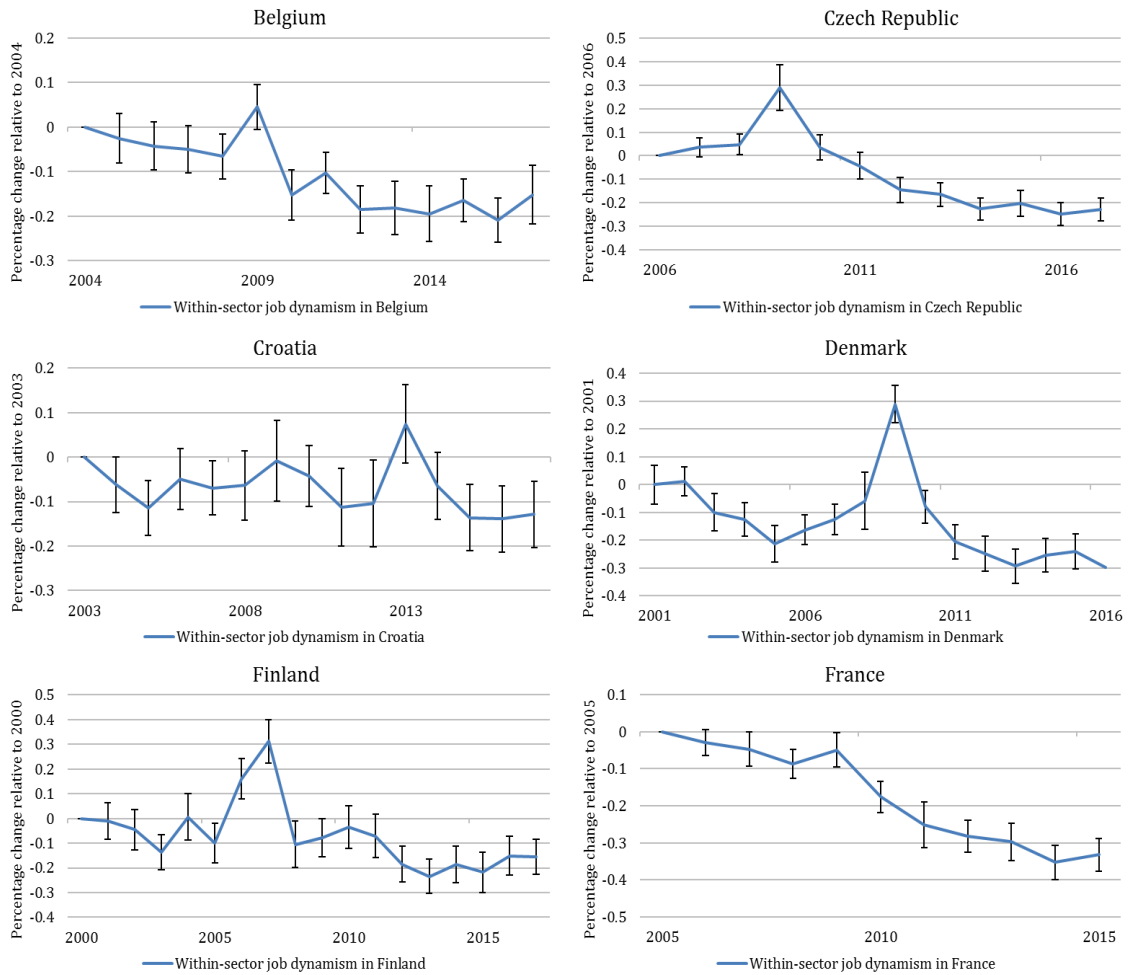 Belgium
Percentage change relative to 2004
0.2
0.1
0
-0.1
-0.2
-0.3
2004 2009 2014
Within-sector job dynamism in Belgium
Czech Republic
Percentage change relative to 2006
0.5
0.4
0.3
0.2
0.1
0
-0.1
-0.2
-0.3
-0.4
2006 2011 2016
Within-sector job dynamism in Czech Republic
Croatia
Percentage change relative to 2003
0.2
0.1
0
-0.1
-0.2
-0.3
2003 2008 2013
Within-sector job dynamism in Croatia
Denmark
Percentage change relative to 2001
0.4
0.3
0.2
0.1
0
-0.1
-0.2
-0.3
-0.4
2001 2006 2011 2016
Within-sector job dynamism in Denmark
Finland
Percentage change relative to 2000
0.5
0.4
0.3
0.2
0.1
0
-0.1
-0.2
-0.3
-0.4
2000 2005 2010 2015
Within-sector job dynamism in Finland
France
Percentage change relative to 2005
0.1
0
-0.1
-0.2
-0.3
-0.4
-0.5
2005 2010 2015
Within-sector job dynamism in France